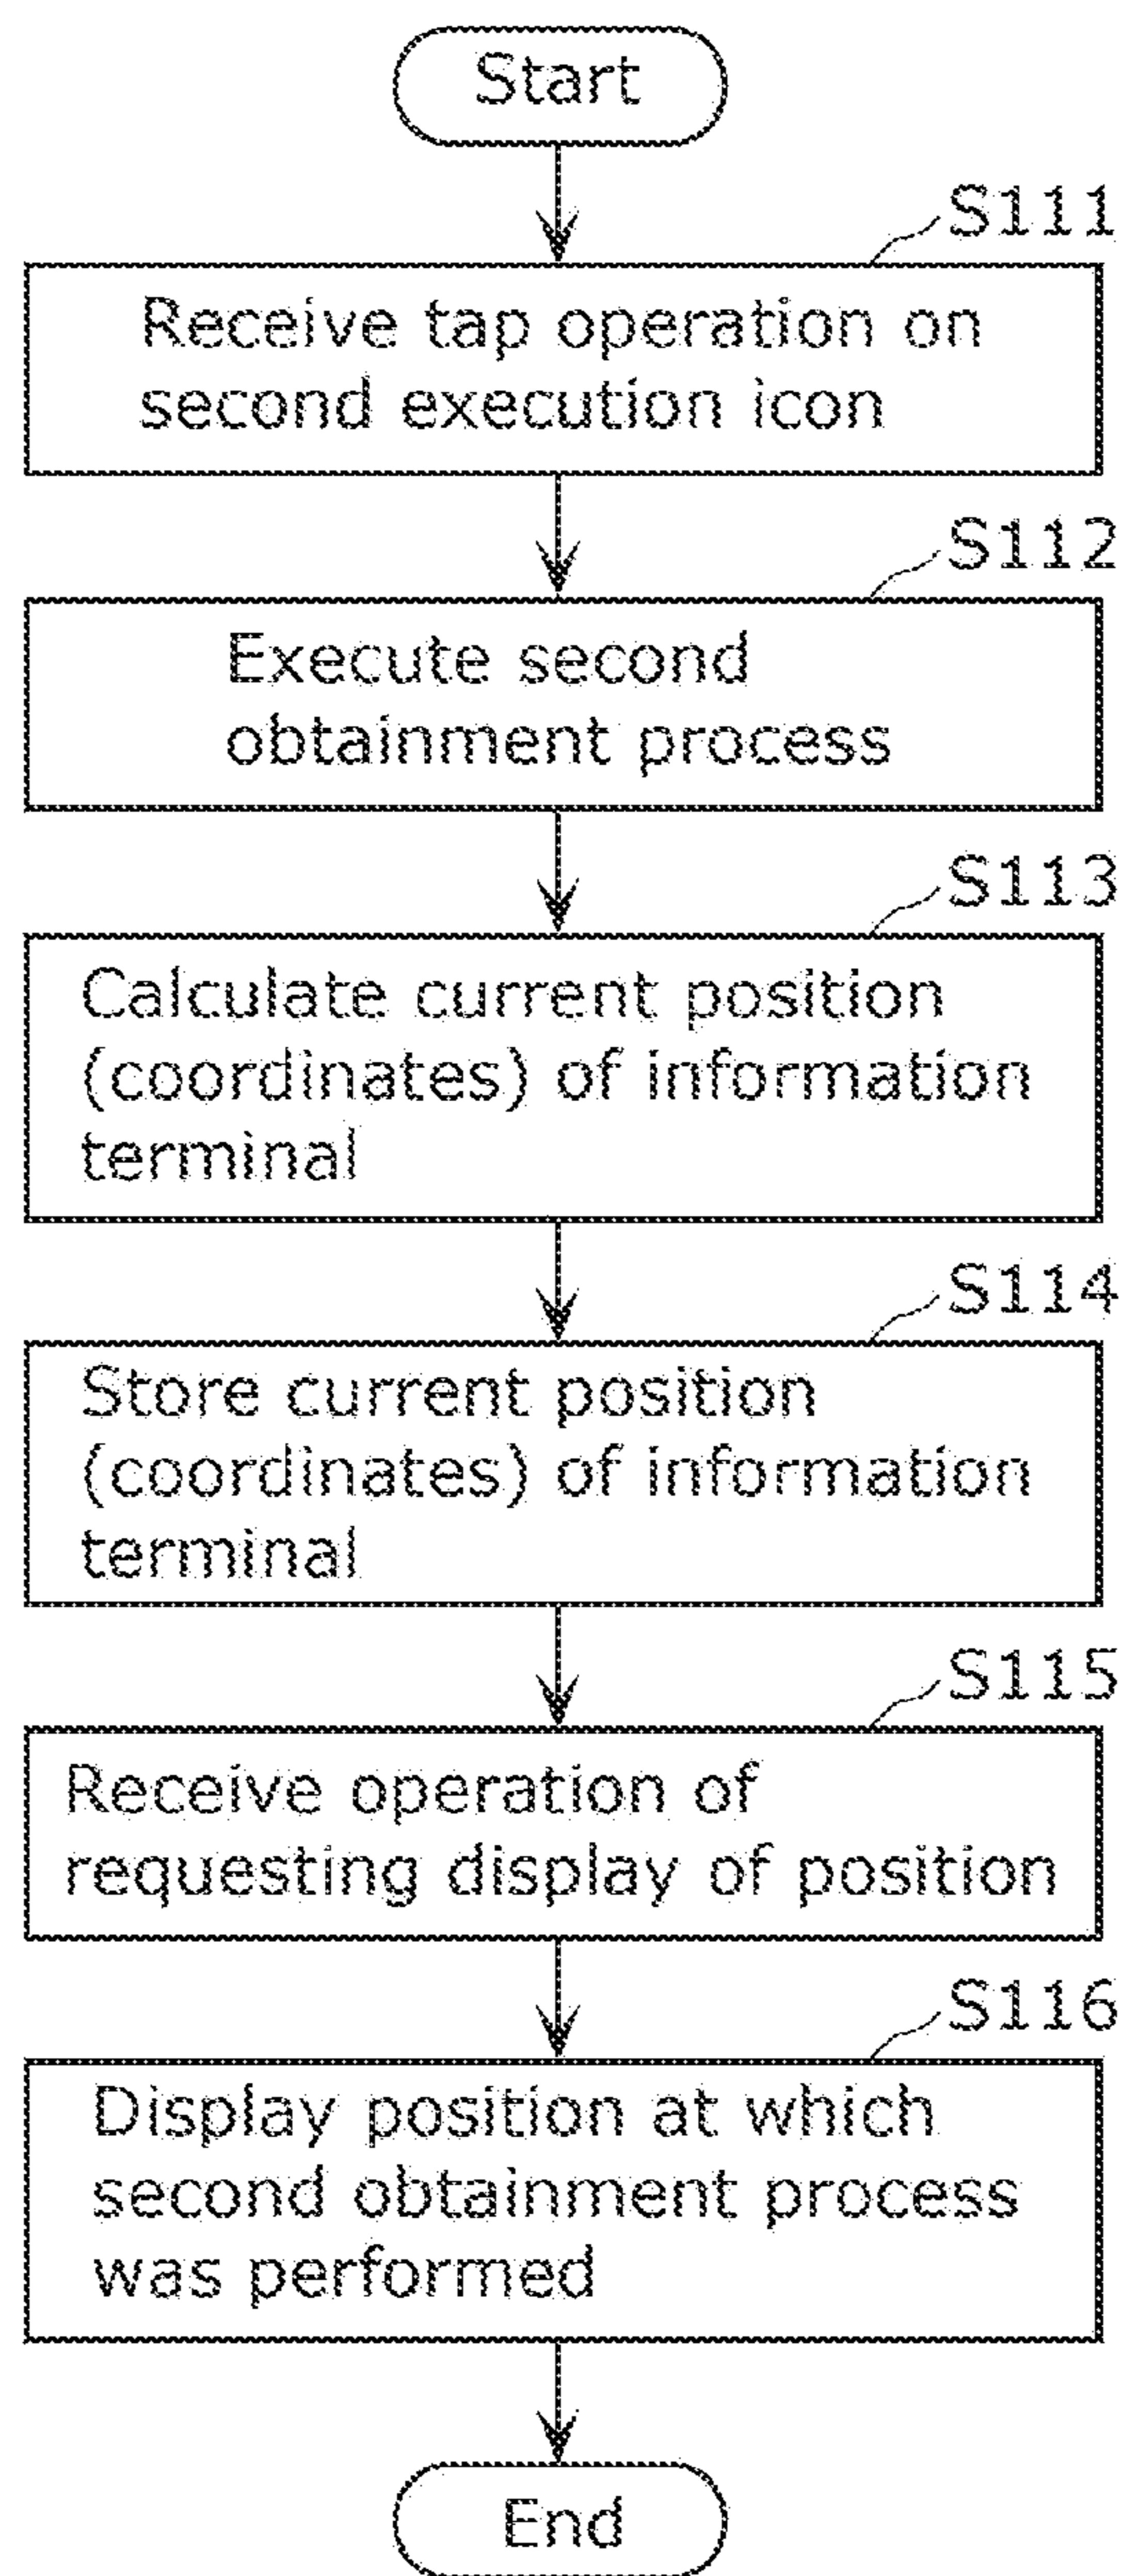 Start
S111
Receive tap operation on
second execution icon
S112
Execute second
obtainment process
S113
Calculate current position
(coordinates) of information
terminal
S114
Store current position
(coordinates) of information
terminal
S115
Receive operation of
requesting display of position
S116
Display position at which
second obtainment process
was performed
End